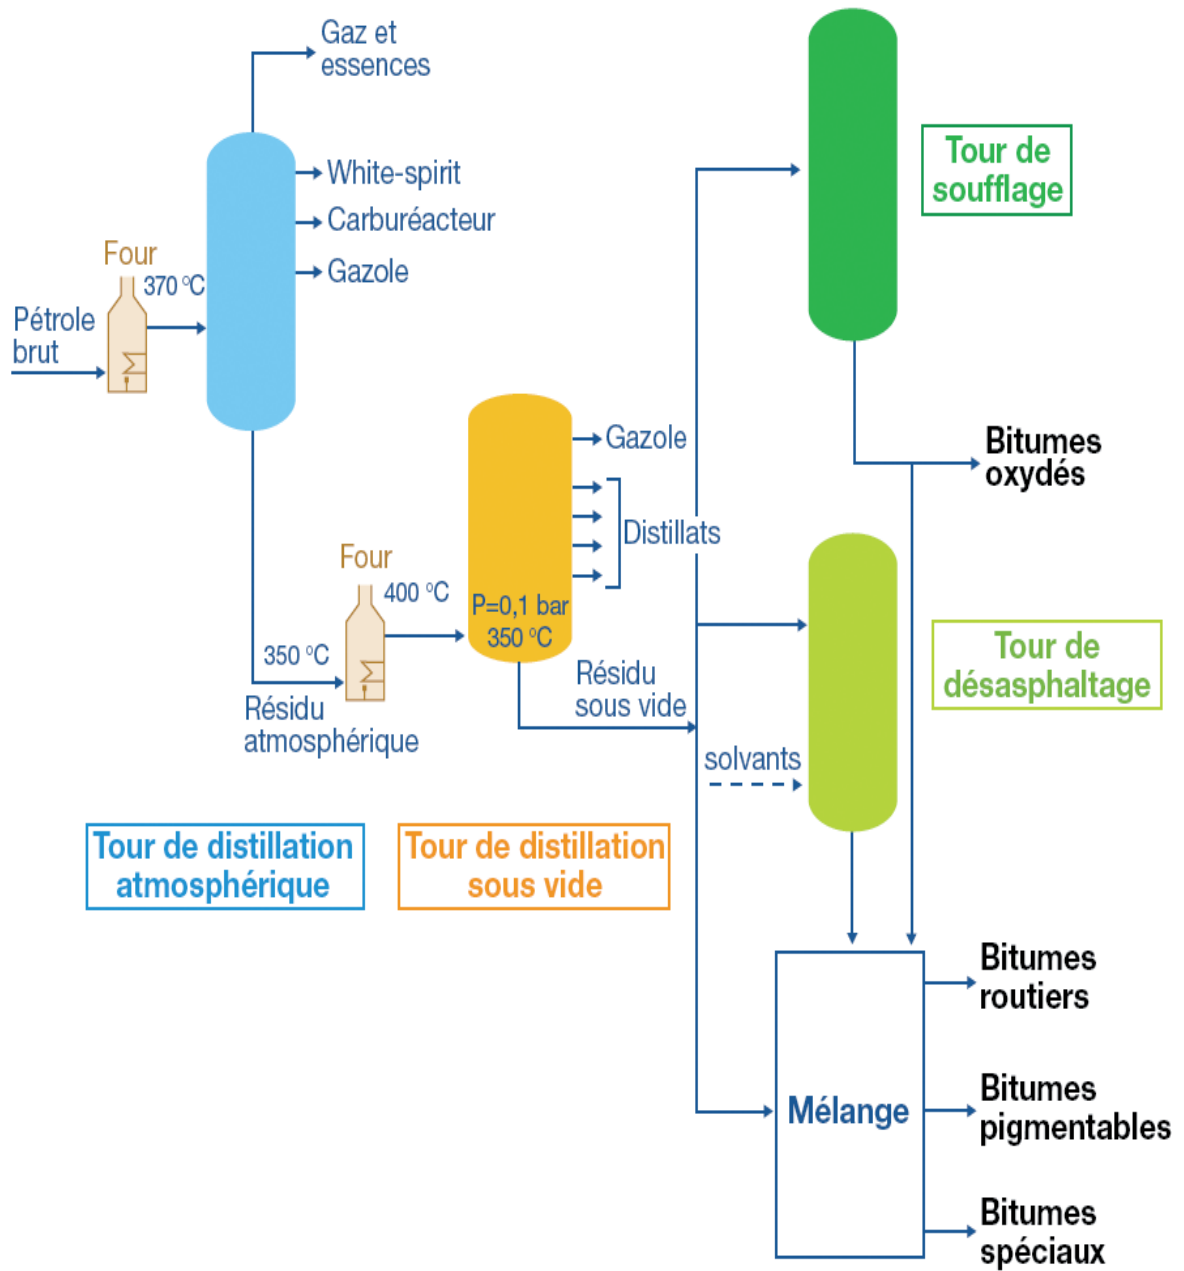 Gaz et
essences
White-spirit
Carburéacteur
Gazole
Four
370 °C
Pétrole
brut
Tour de
soufflage
Bitumes
oxydés
Gazole
Distillats
Four
400 °C
P=0,1 bar
350 °C
350 °C
Résidu
atmosphérique
Résidu
sous vide
solvants
Tour de
désasphaltage
Tour de distillation
atmosphérique
Tour de distillation
sous vide
Mélange
Bitumes
routiers
Bitumes
pigmentables
Bitumes
spéciaux